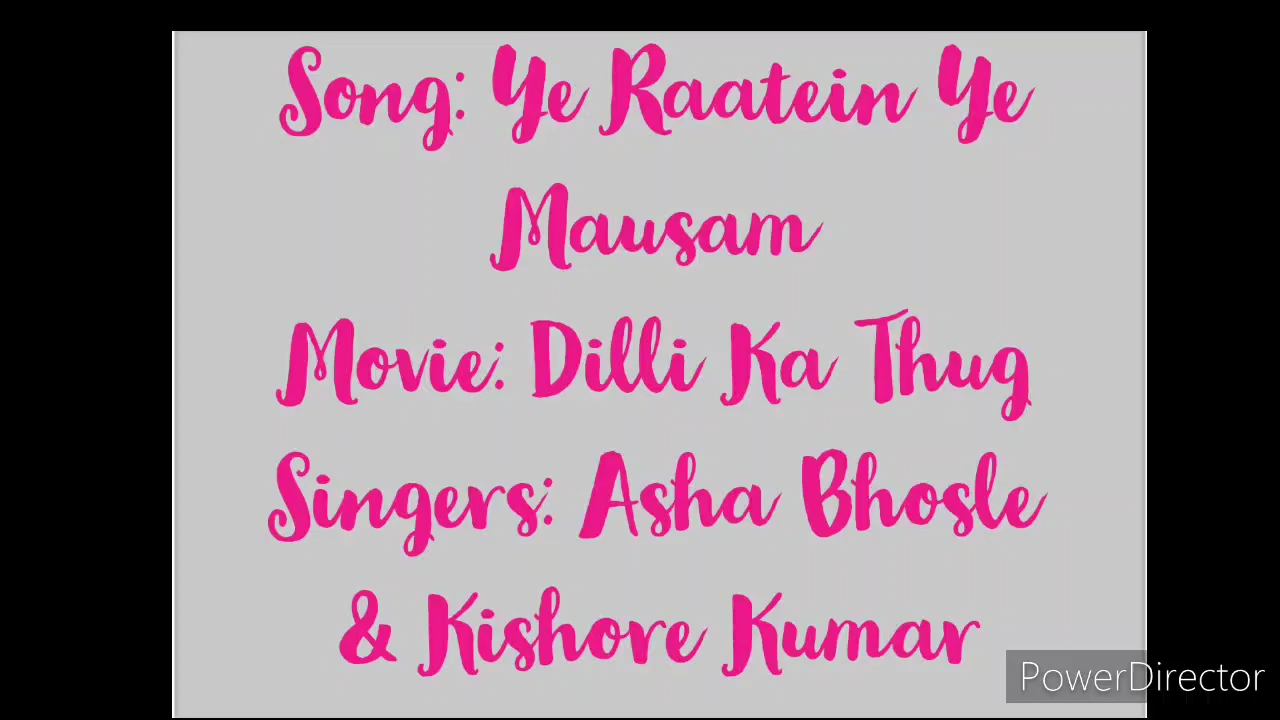 Song: Ye Raatein Ye
Mausam
Movie: Dilli Ka Thug
Singers: Asha Bhosle
& Kishore Kumar
PowerDirector